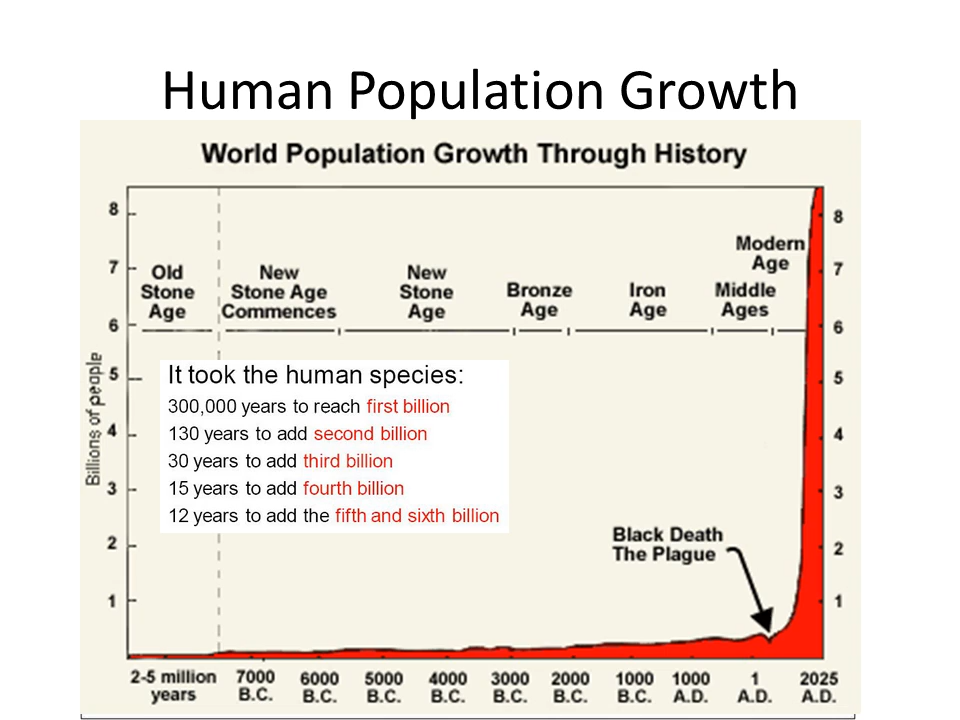 Human Population Growth
World Population Growth Through History
8
7
6
5
4
3
2
1
Billions of people
8
7
6
5
4
3
2
1
Old
Stone
Age
New
Stone Age
Commences
New
Stone
Age
Bronze
Age
Iron
Age
Middle
Ages
Modern
Age
It took the human species:
300,000 years to reach first billion
130 years to add second billion
30 years to add third billion
15 years to add fourth billion
12 years to add the fifth and sixth billion
Black Death
The Plague
2-5 million
years
7000
B.C.
6000
B.C.
5000
B.C.
4000
B.C.
3000
B.C.
2000
B.C.
1000
B.C.
1000
A.D.
1
A.D.
2025
A.D.